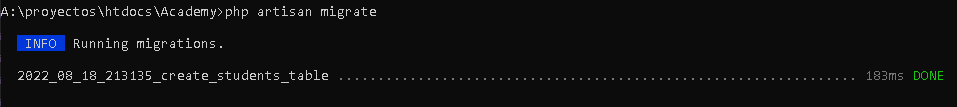 A:\proyectos\htdocs\Academy>php artisan migrate
INFO Running migrations.
2022_08_18_213135_create_students_table ................................................................. 183ms DONE